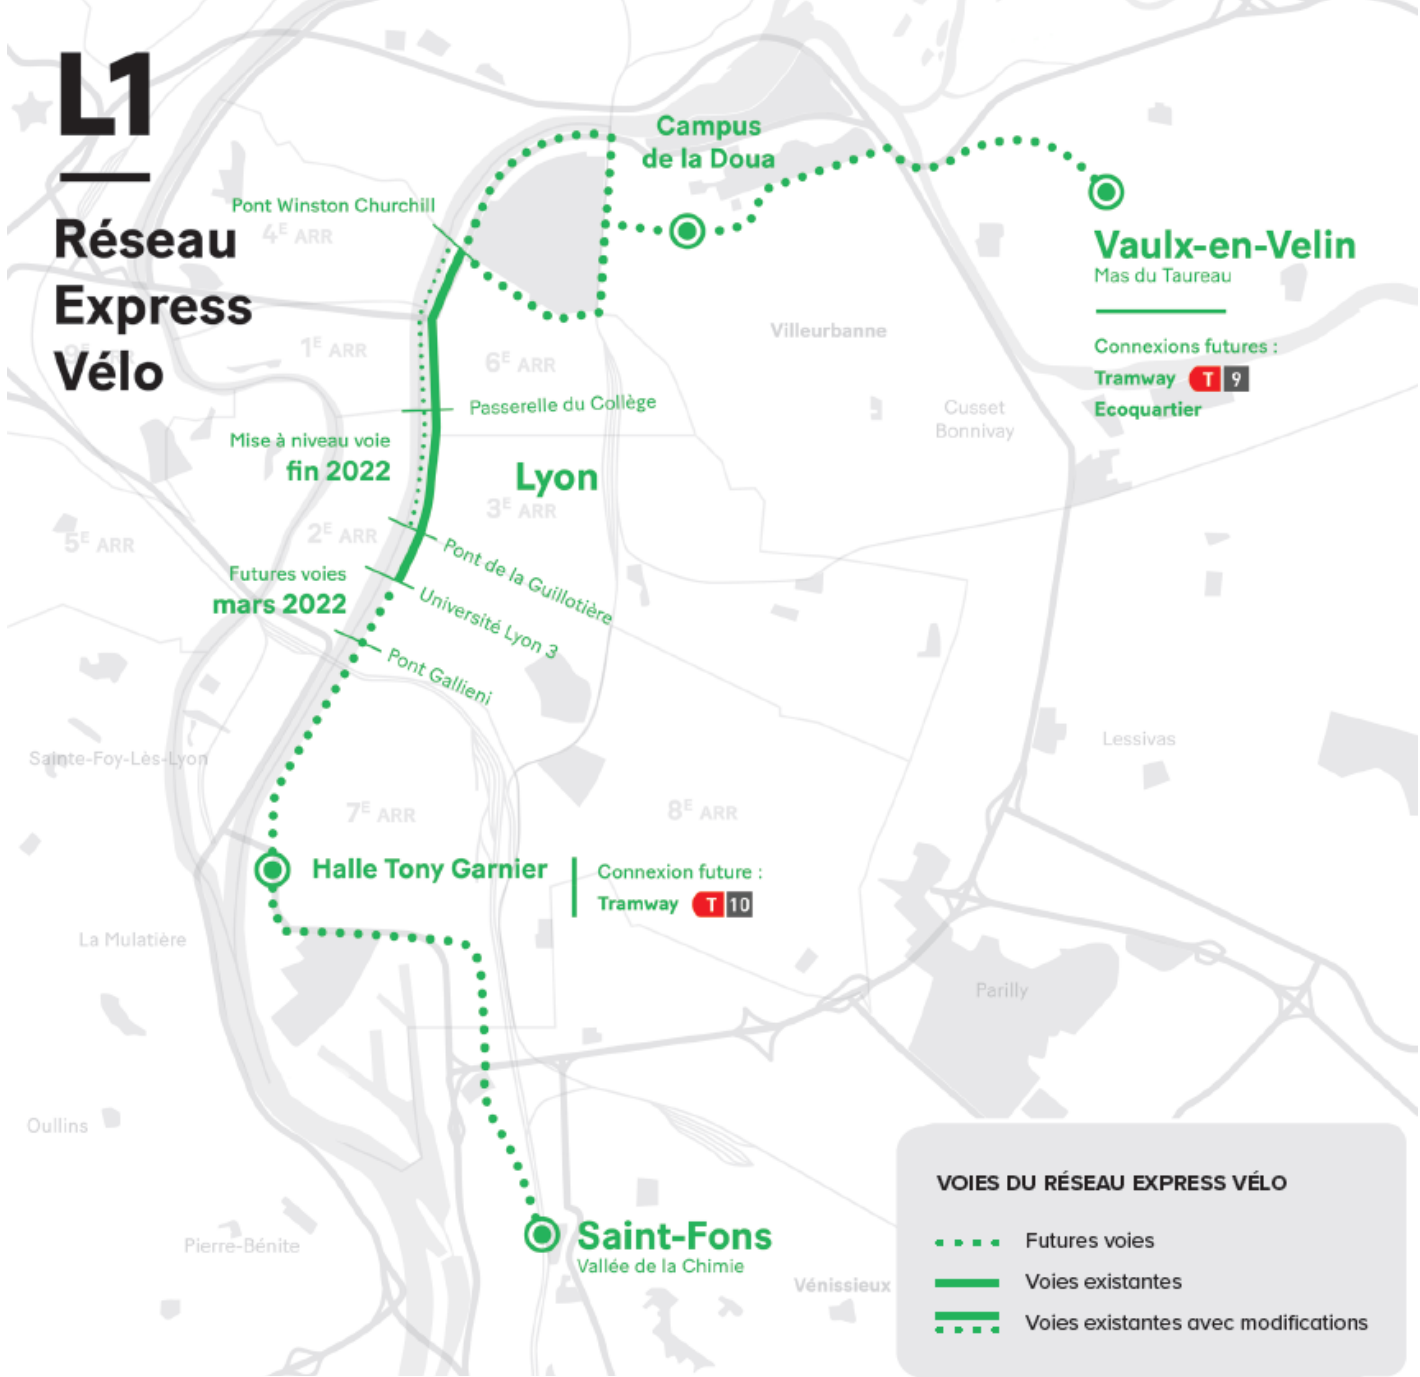 L1
Réseau
Express
Vélo
Campus
de la Doua
Pont Winston Churchill
4E ARR
Vaulx-en-Velin
Mas du Taureau
Connexions futures :
Tramway T 9
Ecoquartier
Villeurbanne
1E ARR
6E ARR
9E ARR
Passerelle du Collège
Cusset
Bonnivay
Mise à niveau voie
fin 2022
Lyon
3E ARR
2E ARR
5E ARR
Pont de la Guillotière
Futures voies
mars 2022
Université Lyon 3
Pont Gallieni
Sainte-Foy-Lès-Lyon
Lessivas
7E ARR
8E ARR
Halle Tony Garnier
Connexion future :
Tramway T 10
La Mulatière
Parilly
Oullins
Pierre-Bénite
Saint-Fons
Vallée de la Chimie
Vénissieux
VOIES DU RÉSEAU EXPRESS VÉLO
Futures voies
Voies existantes
Voies existantes avec modifications